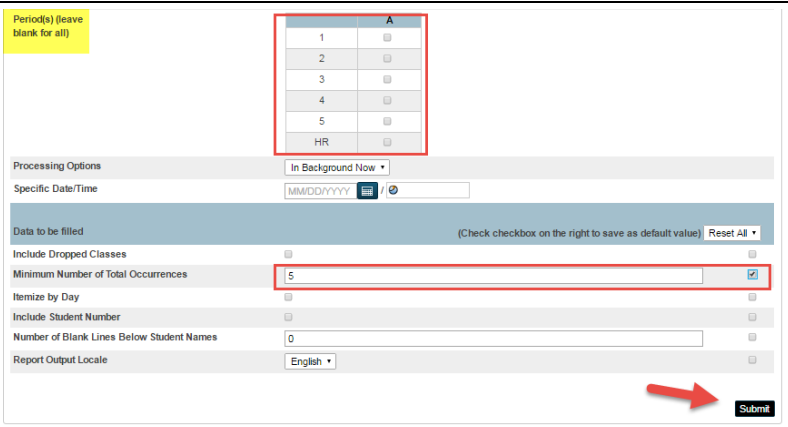 Period(s) (leave
blank for all)
A
1
2
3
4
5
HR
Processing Options
In Background Now
Specific Date/Time
MM/DD/YYYY /
Data to be filled
(Check checkbox on the right to save as default value) Reset All
Include Dropped Classes
Minimum Number of Total Occurrences
5
Itemize by Day
Include Student Number
Number of Blank Lines Below Student Names
0
Report Output Locale
English
Submit